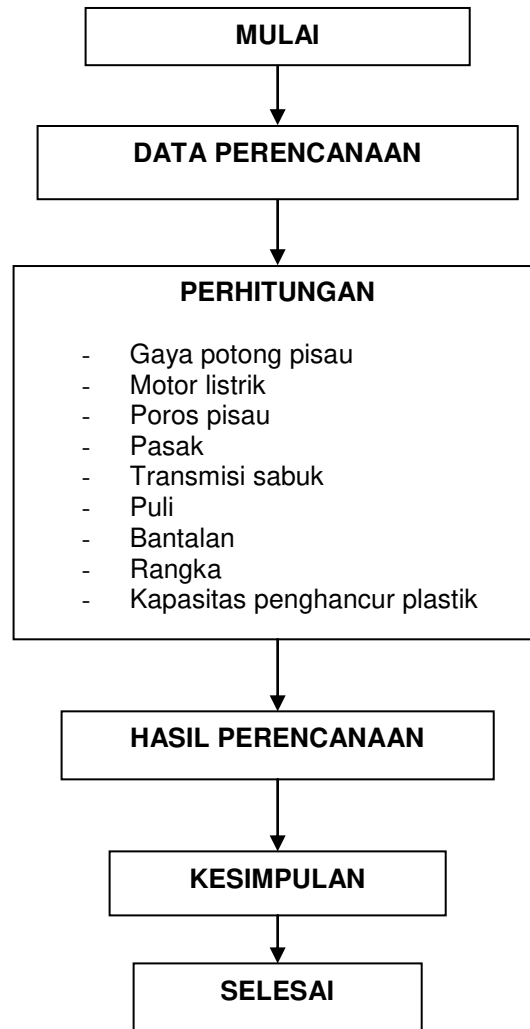 MULAI
DATA PERENCANAAN
PERHITUNGAN
- Gaya potong pisau
- Motor listrik
- Poros pisau
- Pasak
- Transmisi sabuk
- Puli
- Bantalan
- Rangka
- Kapasitas penghancur plastik
HASIL PERENCANAAN
KESIMPULAN
SELESAI